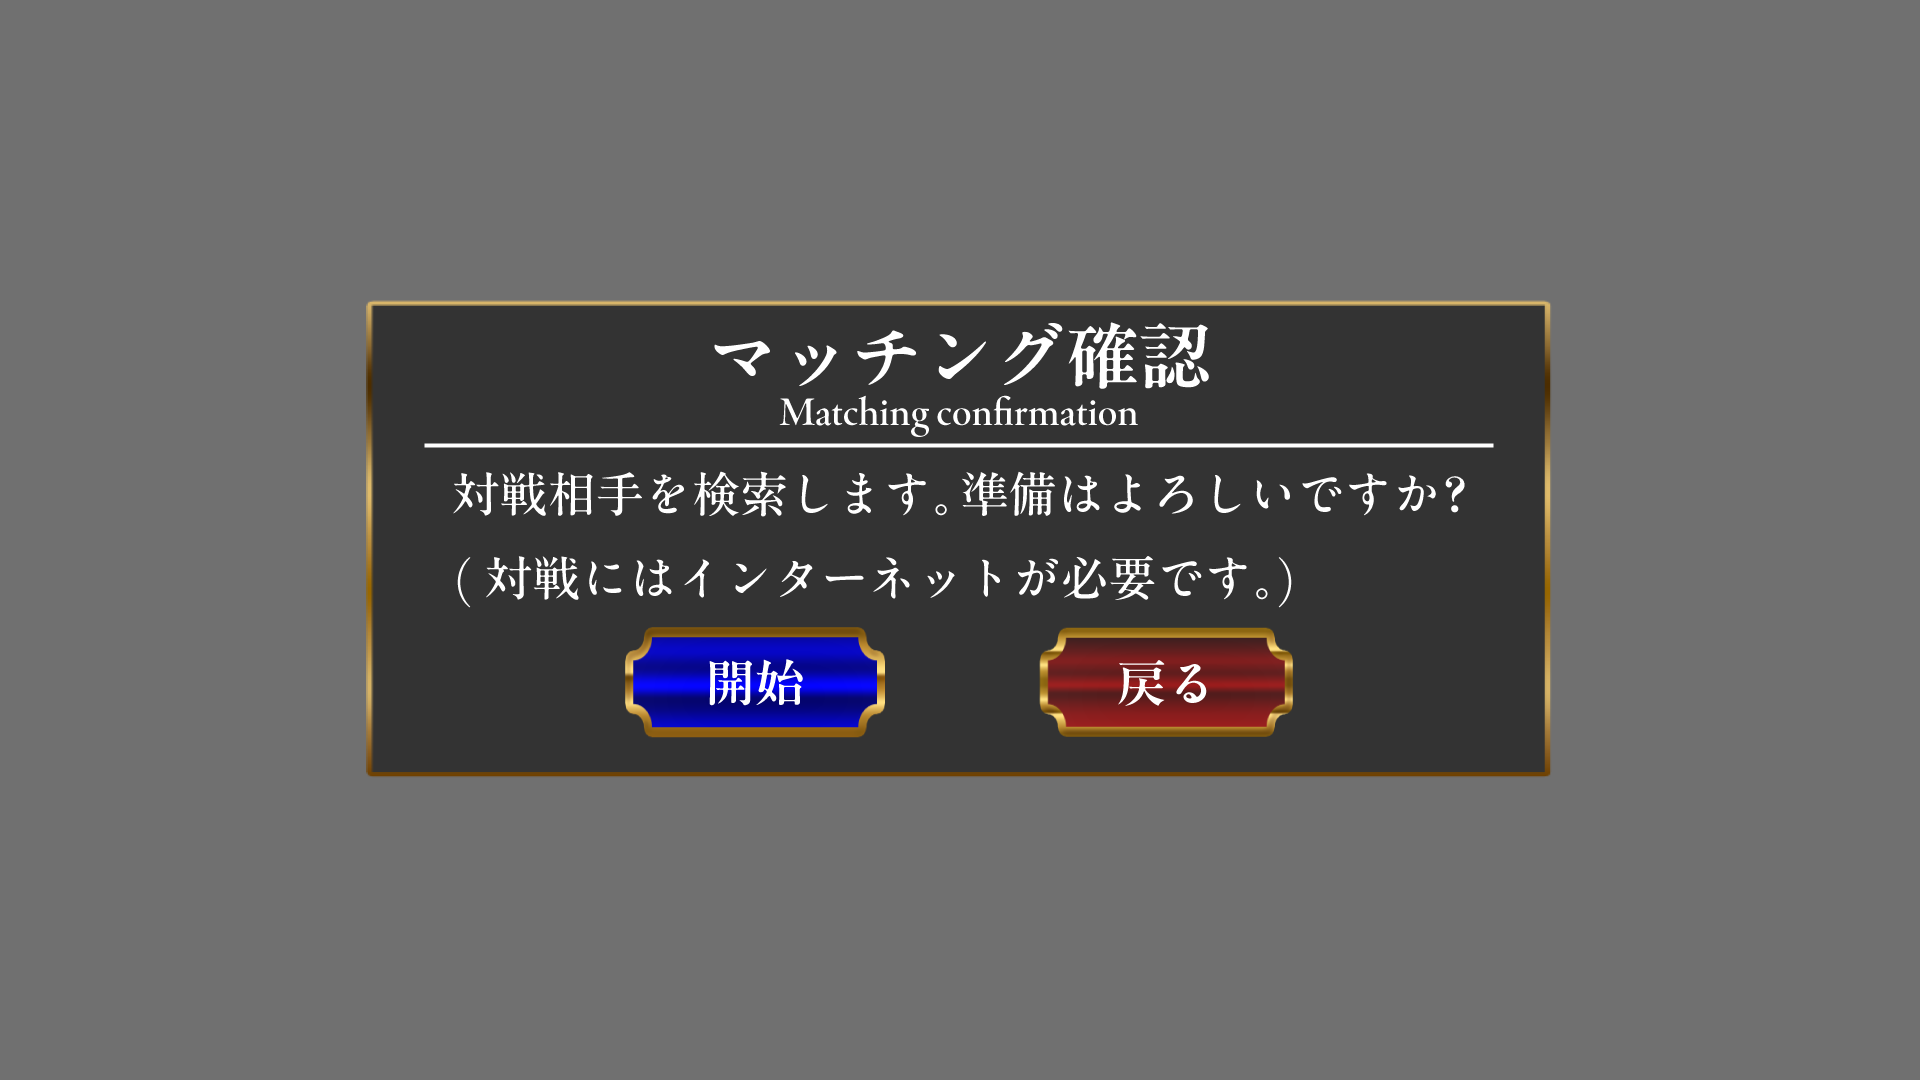 マッチング確認
Matching confirmation
対戦相手を検索します。準備はよろしいですか?
( 対戦にはインターネットが必要です。)
開始
戻る